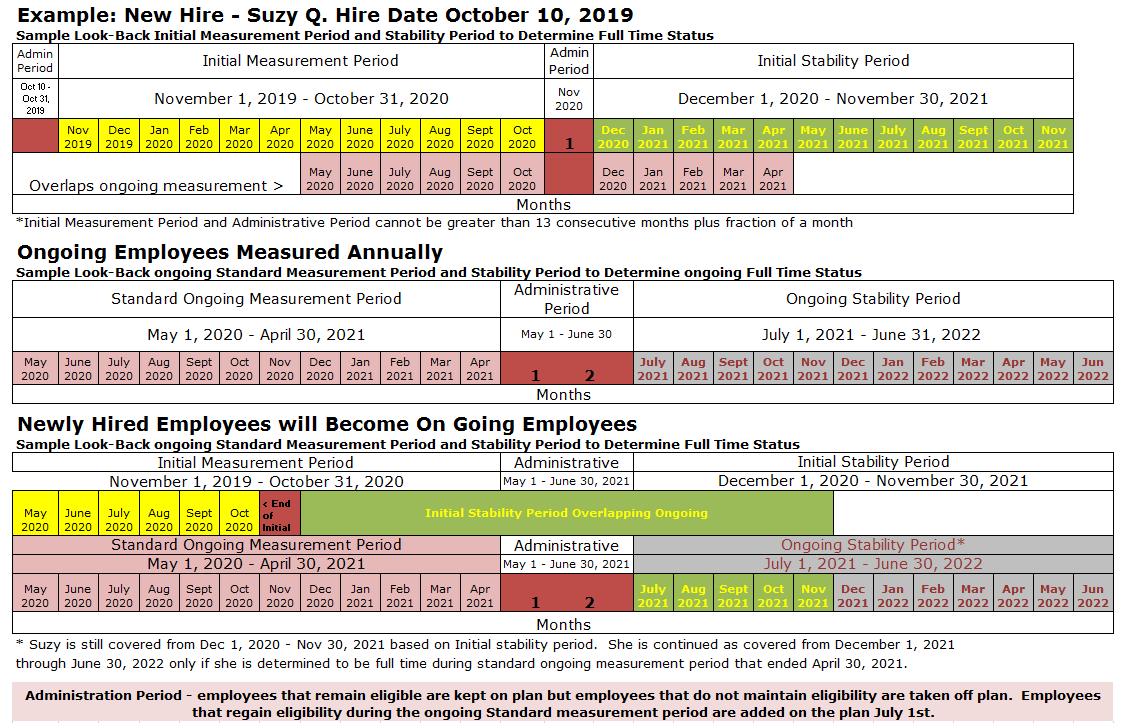 Example: New Hire - Suzy Q. Hire Date October 10, 2019
Sample Look-Back Initial Measurement Period and Stability Period to Determine Full Time Status
Admin Period
Initial Measurement Period
Admin Period
Initial Stability Period
Oct 10 - Oct 31, 2019
November 1, 2019 - October 31, 2020
Nov 2020
December 1, 2020 - November 30, 2021
Nov 2019 Dec 2019 Jan 2020 Feb 2020 Mar 2020 Apr 2020 May 2020 June 2020 July 2020 Aug 2020 Sept 2020 Oct 2020 1 Dec 2020 Jan 2021 Feb 2021 Mar 2021 Apr 2021 May 2021 June 2021 July 2021 Aug 2021 Sept 2021 Oct 2021 Nov 2021
Overlaps ongoing measurement > May 2020 June 2020 July 2020 Aug 2020 Sept 2020 Oct 2020 Dec 2020 Jan 2021 Feb 2021 Mar 2021 Apr 2021
Months
*Initial Measurement Period and Administrative Period cannot be greater than 13 consecutive months plus fraction of a month
Ongoing Employees Measured Annually
Sample Look-Back ongoing Standard Measurement Period and Stability Period to Determine ongoing Full Time Status
Standard Ongoing Measurement Period
Administrative Period
Ongoing Stability Period
May 1, 2020 - April 30, 2021
May 1 - June 30
July 1, 2021 - June 31, 2022
May 2020 June 2020 July 2020 Aug 2020 Sept 2020 Oct 2020 Nov 2020 Dec 2020 Jan 2021 Feb 2021 Mar 2021 Apr 2021 1 2 July 2021 Aug 2021 Sept 2021 Oct 2021 Nov 2021 Dec 2021 Jan 2022 Feb 2022 Mar 2022 Apr 2022 May 2022 Jun 2022
Months
Newly Hired Employees will Become On Going Employees
Sample Look-Back ongoing Standard Measurement Period and Stability Period to Determine Full Time Status
Initial Measurement Period
Administrative
Initial Stability Period
November 1, 2019 - October 31, 2020
May 1 - June 30, 2021
December 1, 2020 - November 30, 2021
May 2020 June 2020 July 2020 Aug 2020 Sept 2020 Oct 2020 < End of Initial Initial Stability Period Overlapping Ongoing
Standard Ongoing Measurement Period
Administrative
Ongoing Stability Period*
May 1, 2020 - April 30, 2021
May 1 - June 30, 2021
July 1, 2021 - June 30, 2022
May 2020 June 2020 July 2020 Aug 2020 Sept 2020 Oct 2020 Nov 2020 Dec 2020 Jan 2021 Feb 2021 Mar 2021 Apr 2021 1 2 July 2021 Aug 2021 Sept 2021 Oct 2021 Nov 2021 Dec 2021 Jan 2022 Feb 2022 Mar 2022 Apr 2022 May 2022 Jun 2022
Months
* Suzy is still covered from Dec 1, 2020 - Nov 30, 2021 based on Initial stability period. She is continued as covered from December 1, 2021
through June 30, 2022 only if she is determined to be full time during standard ongoing measurement period that ended April 30, 2021.
Administration Period - employees that remain eligible are kept on plan but employees that do not maintain eligibility are taken off plan. Employees
that regain eligibility during the ongoing Standard measurement period are added on the plan July 1st.